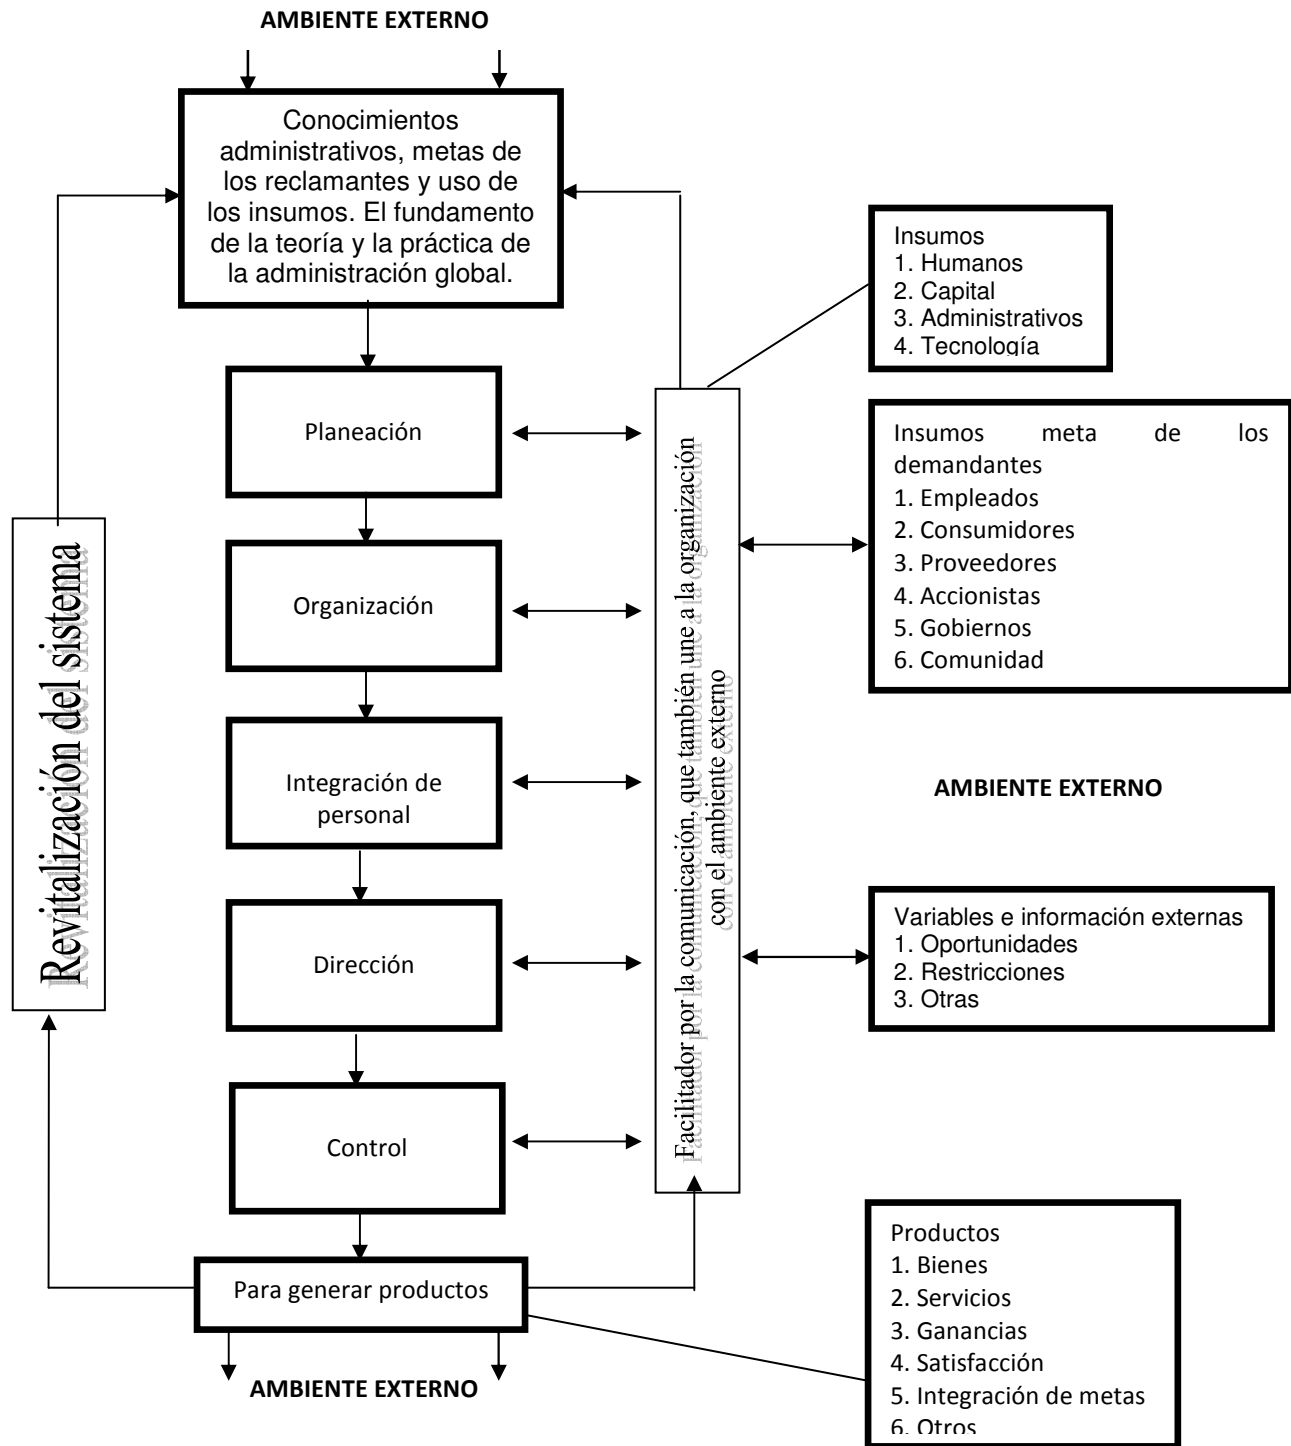 AMBIENTE EXTERNO
Conocimientos
administrativos, metas de
los reclamantes y uso de
los insumos. El fundamento
de la teoría y la práctica de
la administración global.
Planeación
Organización
Integración de
personal
Dirección
Control
Para generar productos
AMBIENTE EXTERNO
Revitalización del sistema
Facilitador por la comunicación, que también une a la organización
con el ambiente externo
Insumos
1. Humanos
2. Capital
3. Administrativos
4. Tecnología
Insumos meta de los
demandantes
1. Empleados
2. Consumidores
3. Proveedores
4. Accionistas
5. Gobiernos
6. Comunidad
AMBIENTE EXTERNO
Variables e información externas
1. Oportunidades
2. Restricciones
3. Otras
Productos
1. Bienes
2. Servicios
3. Ganancias
4. Satisfacción
5. Integración de metas
6. Otros